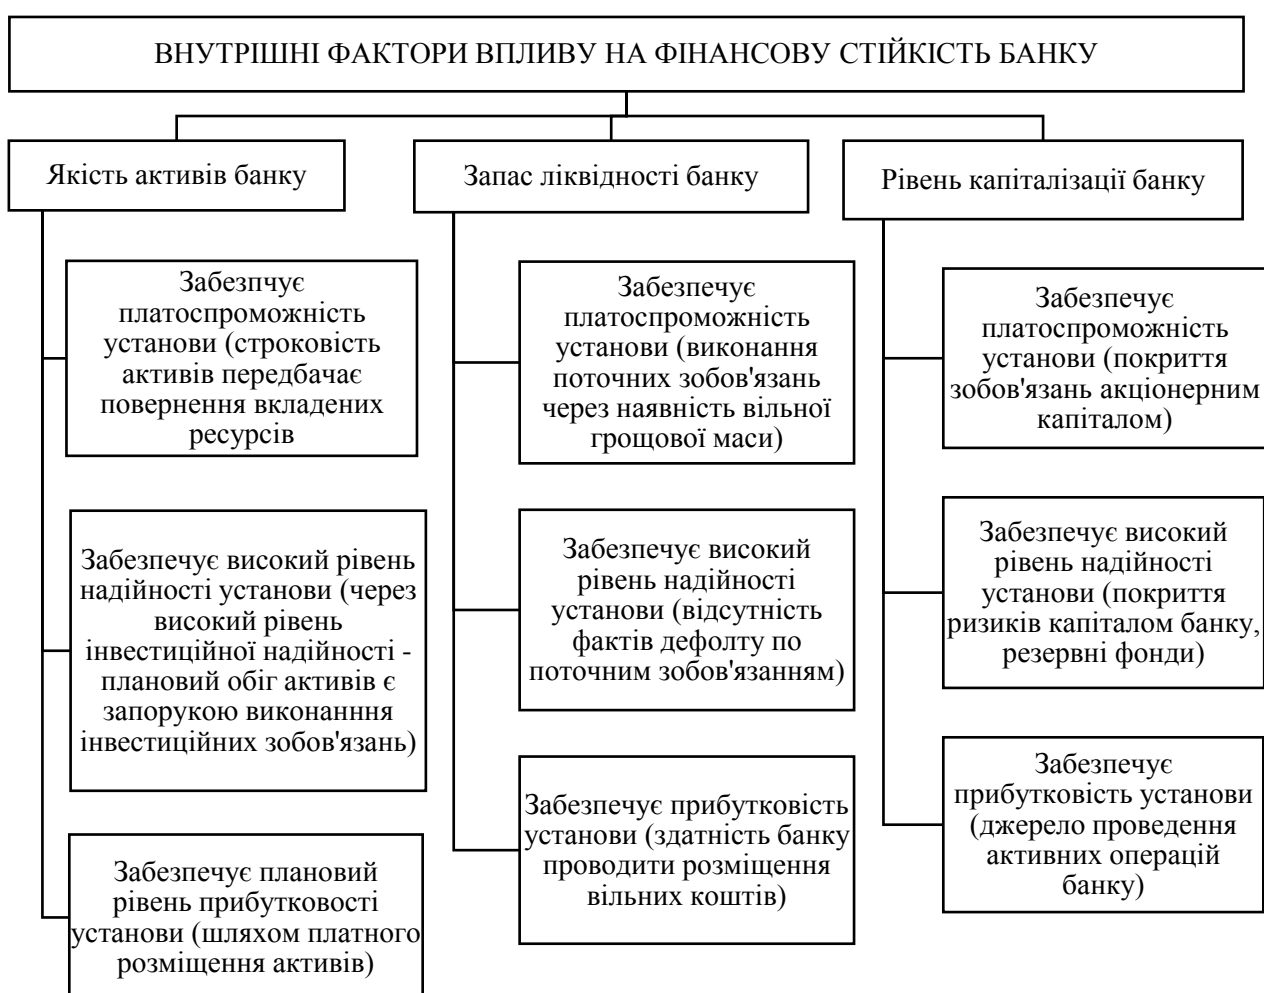 ВНУТРІШНІ ФАКТОРИ ВПЛИВУ НА ФІНАНСОВУ СТІЙКІСТЬ БАНКУ
Якість активів банку
Забезпчує
платоспроможність
установи (строковість
активів передбачає
повернення вкладених
ресурсів
Забезпечує високий рівень
надійності установи (через
високий рівень
інвестиційної надійності -
плановий обіг активів є
запорукою виконанння
інвестиційних зобов'язань)
Забезпечує плановий
рівень прибутковості
установи (шляхом платного
розміщення активів)
Запас ліквідності банку
Забезпечує
платоспроможність
установи (виконання
поточних зобов'язань
через наявність вільної
грощової маси)
Забезпечує високий
рівень надійності
установи (відсутність
фактів дефолту по
поточним зобов'язанням)
Забезпечує прибутковість
установи (здатність банку
проводити розміщення
вільних коштів)
Рівень капіталізації банку
Забезпечує
платоспроможність
установи (покриття
зобов'язань акціонерним
капіталом)
Забезпечує високий
рівень надійності
установи (покриття
ризиків капіталом банку,
резервні фонди)
Забезпечує
прибутковість установи
(джерело проведення
активних операцій
банку)